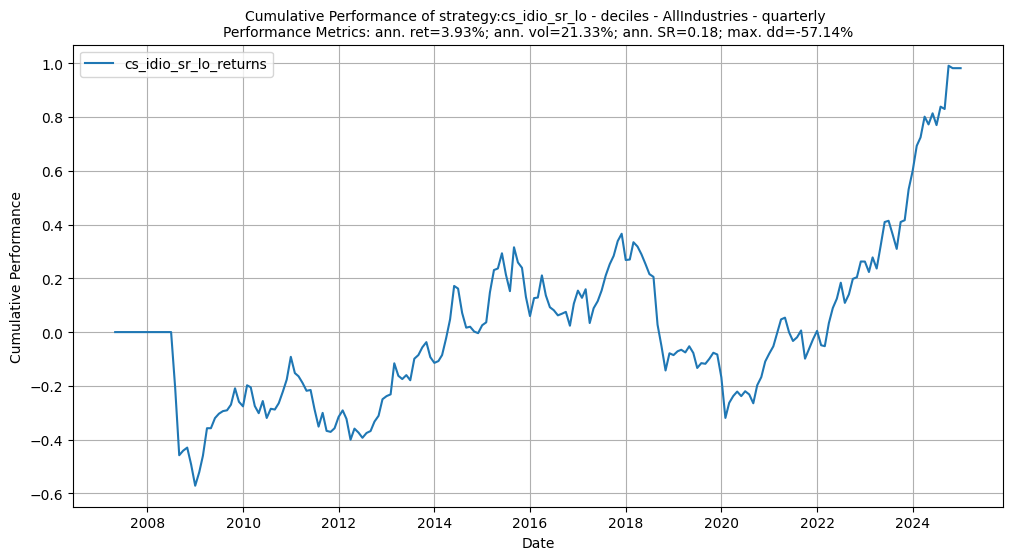 Cumulative Performance of strategy:cs_idio_sr_lo - deciles - AllIndustries - quarterly
Performance Metrics: ann. ret=3.93%; ann. vol=21.33%; ann. SR=0.18; max. dd=-57.14%
cs_idio_sr_lo_returns
Cumulative Performance
1.0
0.8
0.6
0.4
0.2
0.0
−0.2
−0.4
−0.6
2008 2010 2012 2014 2016 2018 2020 2022 2024
Date